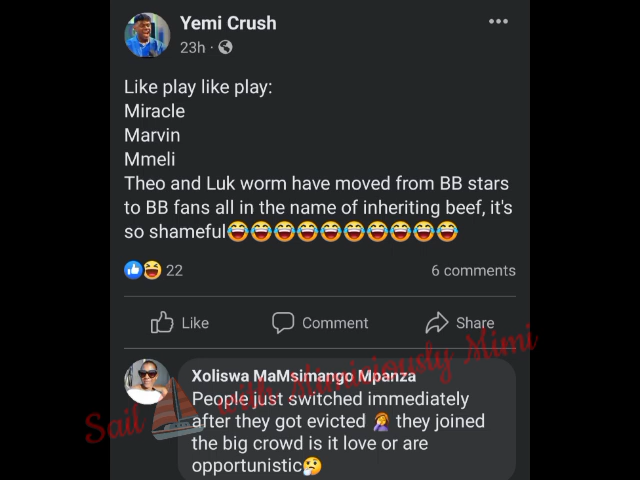 Yemi Crush
23h ·
Like play like play:
Miracle
Marvin
Mmeli
Theo and Luk worm have moved from BB stars
to BB fans all in the name of inheriting beef, it's
so shameful😂😂😂😂😂😂😂😂😂😂
22
6 comments
Like
Comment
Share
Xoliswa MaMsimango Mpanza
People just switched immediately
after they got evicted 🤦 they joined
the big crowd is it love or are
opportunistic🤔
Sail with Mimiviously Mimi